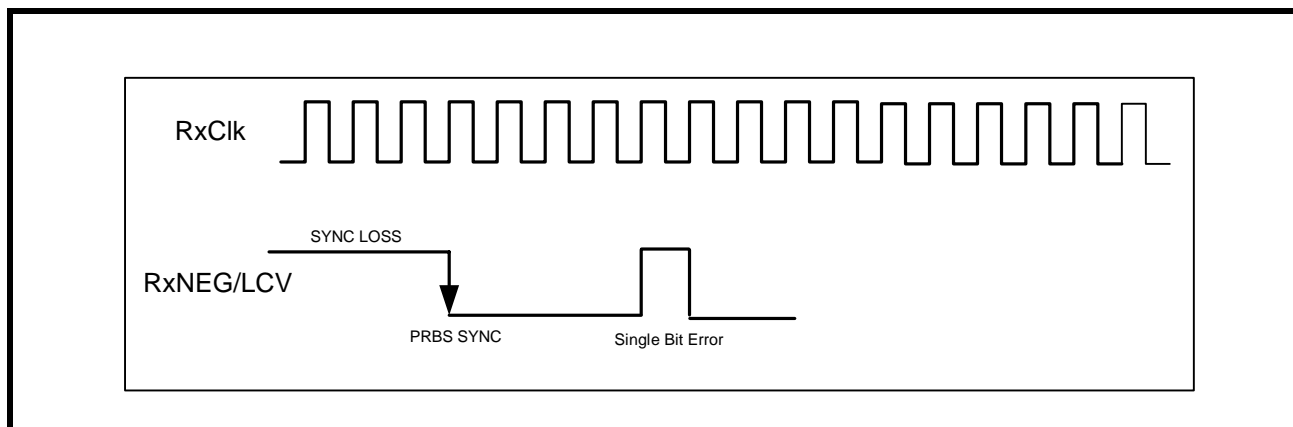 RxClk
SYNC LOSS
RxNEG/LCV
PRBS SYNC
Single Bit Error